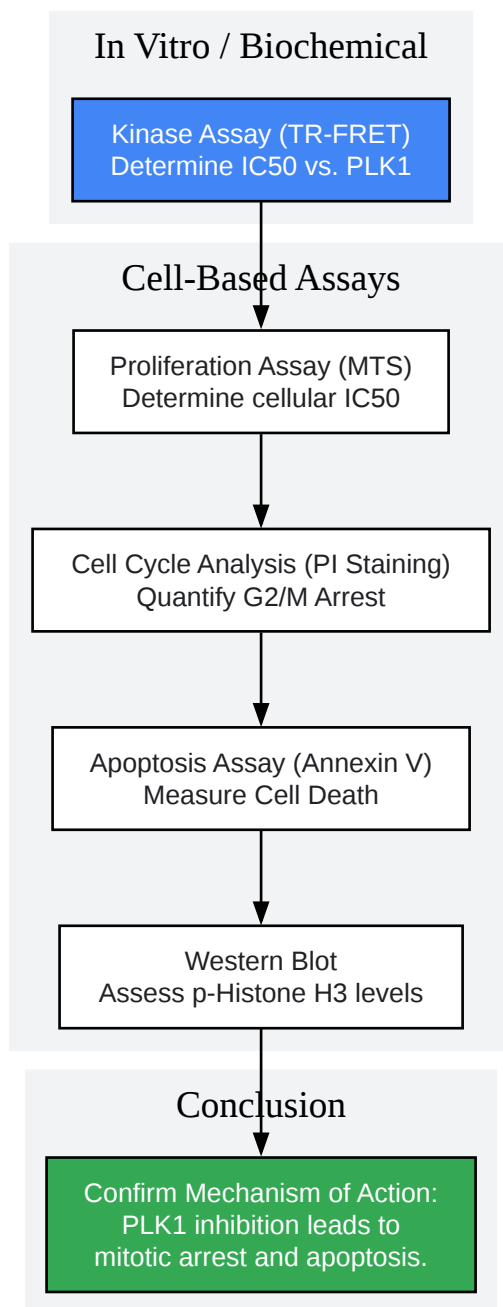 In Vitro / Biochemical
Kinase Assay (TR-FRET)
Determine IC50 vs. PLK1
Cell-Based Assays
Proliferation Assay (MTS)
Determine cellular IC50
Cell Cycle Analysis (PI Staining)
Quantify G2/M Arrest
Apoptosis Assay (Annexin V)
Measure Cell Death
Western Blot
Assess p-Histone H3 levels
Conclusion
Confirm Mechanism of Action:
PLK1 inhibition leads to
mitotic arrest and apoptosis.